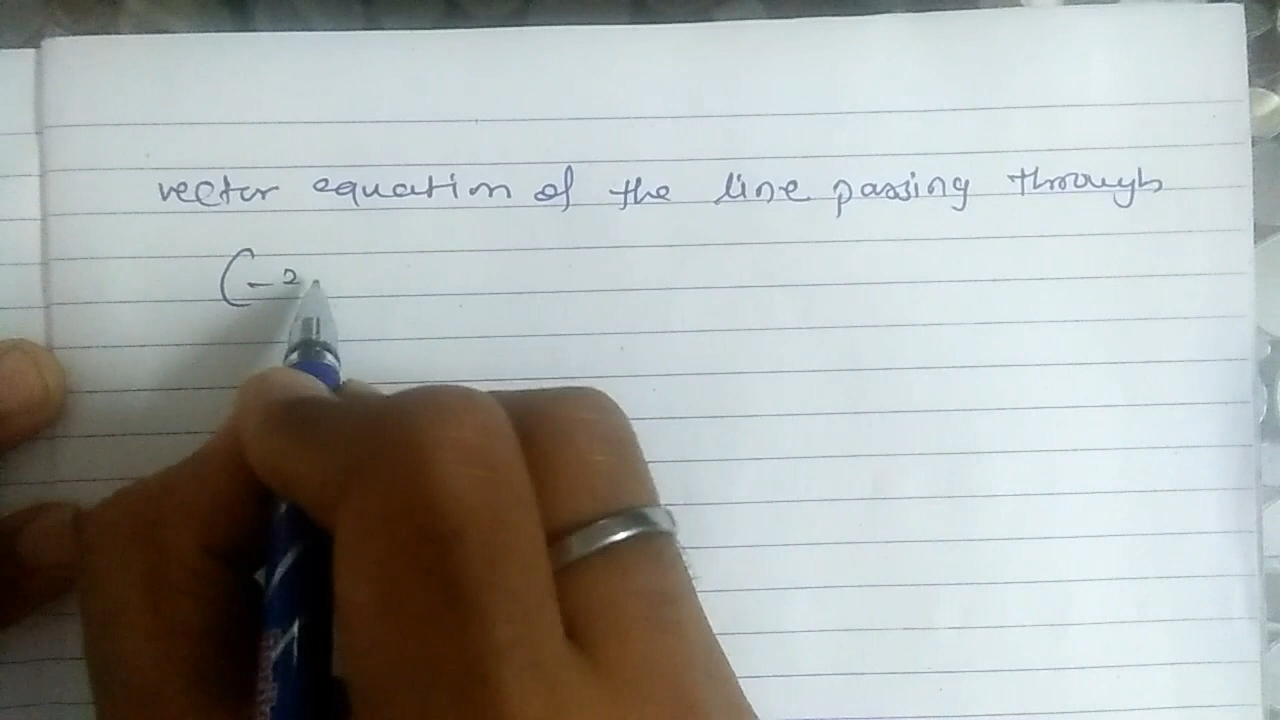 vector equation of the line passing through
(-2